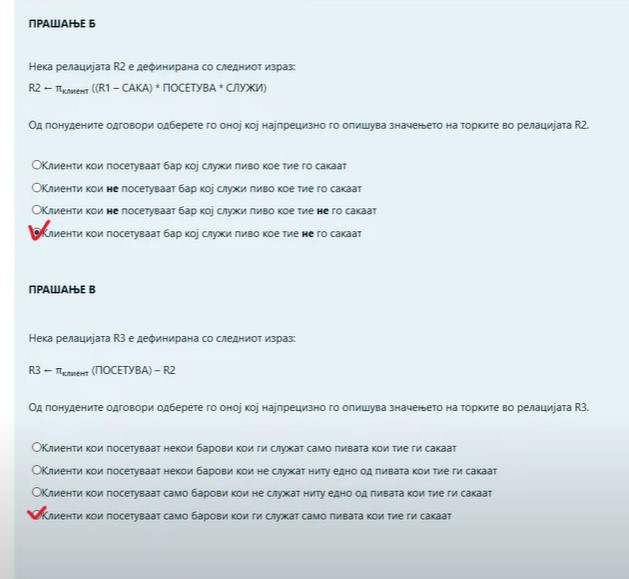 ПРАШАЊЕ Б
Нека релацијата R2 е дефинирана со следниот израз:
R2 ← πклиент ((R1 – САКА) * ПОСЕТУВА * СЛУЖИ)
Од понудените одговори одберете го оној кој најпрецизно го опишува значењето на торките во релацијата R2.
Клиенти кои посетуваат бар кој служи пиво кое тие го сакаат
Клиенти кои не посетуваат бар кој служи пиво кое тие го сакаат
Клиенти кои не посетуваат бар кој служи пиво кое тие не го сакаат
Клиенти кои посетуваат бар кој служи пиво кое тие не го сакаат
ПРАШАЊЕ В
Нека релацијата R3 е дефинирана со следниот израз:
R3 ← πклиент (ПОСЕТУВА) – R2
Од понудените одговори одберете го оној кој најпрецизно го опишува значењето на торките во релацијата R3.
Клиенти кои посетуваат некои барови кои ги служат само пивата кои тие ги сакаат
Клиенти кои посетуваат некои барови кои не служат ниту едно од пивата кои тие ги сакаат
Клиенти кои посетуваат само барови кои не служат ниту едно од пивата кои тие ги сакаат
Клиенти кои посетуваат само барови кои ги служат само пивата кои тие ги сакаат